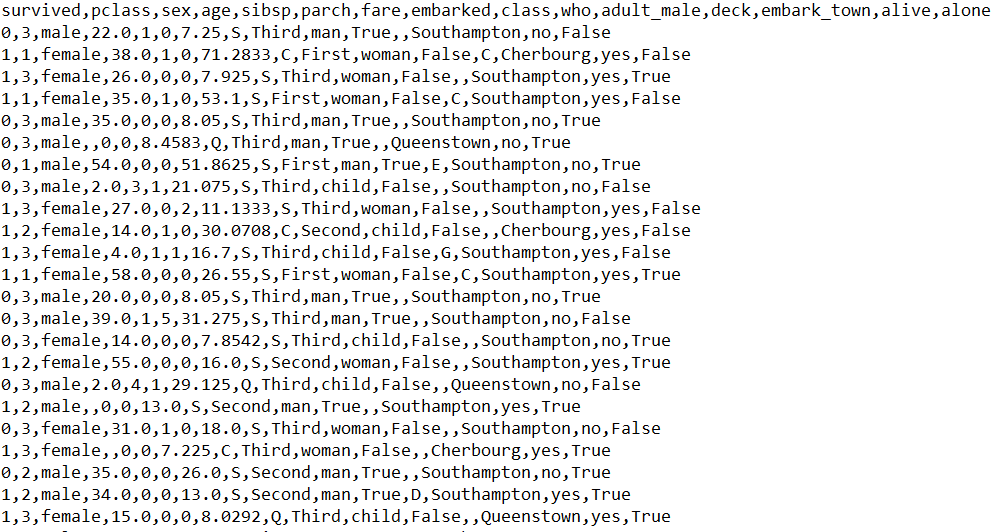 survived,pclass,sex,age,sibsp,parch,fare,embarked,class,who,adult_male,deck,embark_town,alive,alone
0,3,male,22.0,1,0,7.25,S,Third,man,True,,Southampton,no,False
1,1,female,38.0,1,0,71.2833,C,First,woman,False,C,Cherbourg,yes,False
1,3,female,26.0,0,0,7.925,S,Third,woman,False,,Southampton,yes,True
1,1,female,35.0,1,0,53.1,S,First,woman,False,C,Southampton,yes,False
0,3,male,35.0,0,0,8.05,S,Third,man,True,,Southampton,no,True
0,3,male,,0,0,8.4583,Q,Third,man,True,,Queenstown,no,True
0,1,male,54.0,0,0,51.8625,S,First,man,True,E,Southampton,no,True
0,3,male,2.0,3,1,21.075,S,Third,child,False,,Southampton,no,False
1,3,female,27.0,0,2,11.1333,S,Third,woman,False,,Southampton,yes,False
1,2,female,14.0,1,0,30.0708,C,Second,child,False,,Cherbourg,yes,False
1,3,female,4.0,1,1,16.7,S,Third,child,False,G,Southampton,yes,False
1,1,female,58.0,0,0,26.55,S,First,woman,False,C,Southampton,yes,True
0,3,male,20.0,0,0,8.05,S,Third,man,True,,Southampton,no,True
0,3,male,39.0,1,5,31.275,S,Third,man,True,,Southampton,no,False
0,3,female,14.0,0,0,7.8542,S,Third,child,False,,Southampton,no,True
1,2,female,55.0,0,0,16.0,S,Second,woman,False,,Southampton,yes,True
0,3,male,2.0,4,1,29.125,Q,Third,child,False,,Queenstown,no,False
1,2,male,,0,0,13.0,S,Second,man,True,,Southampton,yes,True
0,3,female,31.0,1,0,18.0,S,Third,woman,False,,Southampton,no,False
1,3,female,,0,0,7.225,C,Third,woman,False,,Cherbourg,yes,True
0,2,male,35.0,0,0,26.0,S,Second,man,True,,Southampton,no,True
1,2,male,34.0,0,0,13.0,S,Second,man,True,D,Southampton,yes,True
1,3,female,15.0,0,0,8.0292,Q,Third,child,False,,Queenstown,yes,True